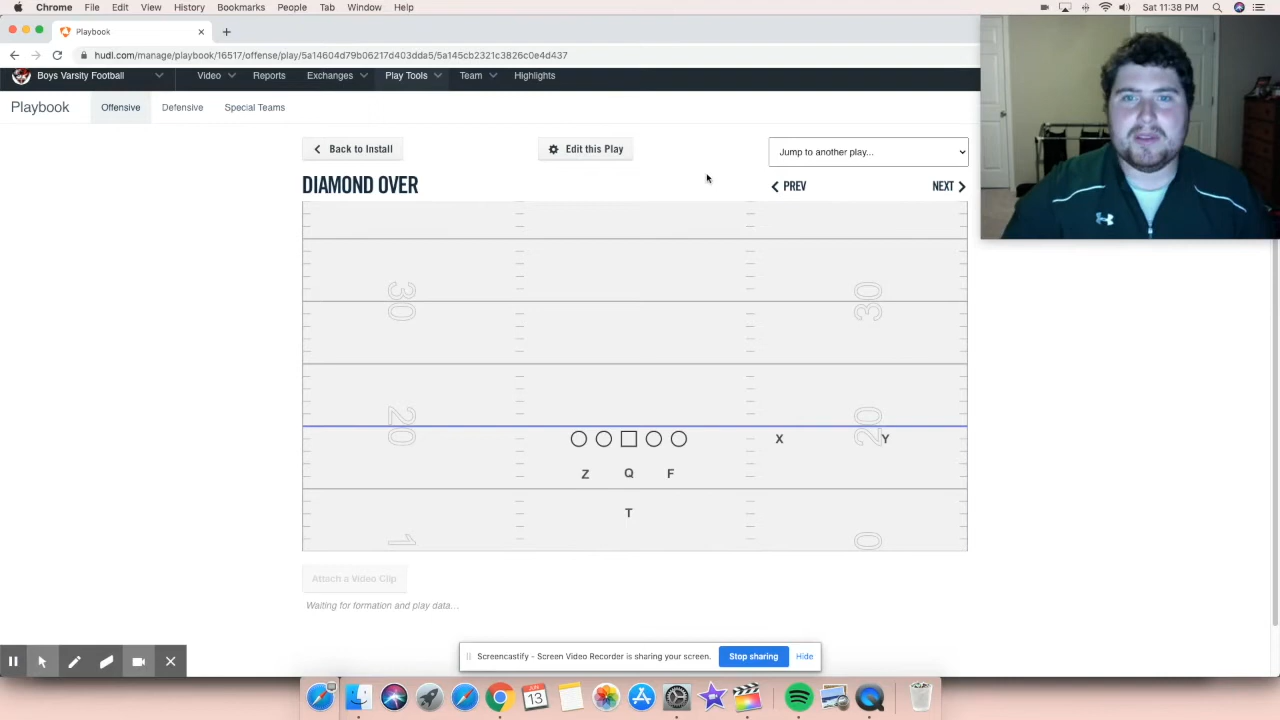 Chrome File Edit View History Bookmarks People Tab Window Help Sat 11:38 PM
Playbook
hudl.com/manage/playbook/16517/offense/play/5a14604d79b06217d403dda5/5a145cb2321c3826c0e4d437
Boys Varsity Football Video Reports Exchanges Play Tools Team Highlights
Playbook Offensive Defensive Special Teams
Back to Install Edit this Play Jump to another play...
DIAMOND OVER PREV NEXT
30 30
20 20
X Y
Z Q F
T
1 0
Attach a Video Clip
Waiting for formation and play data...
Screencastify - Screen Video Recorder is sharing your screen. Stop sharing Hide
JUN
13